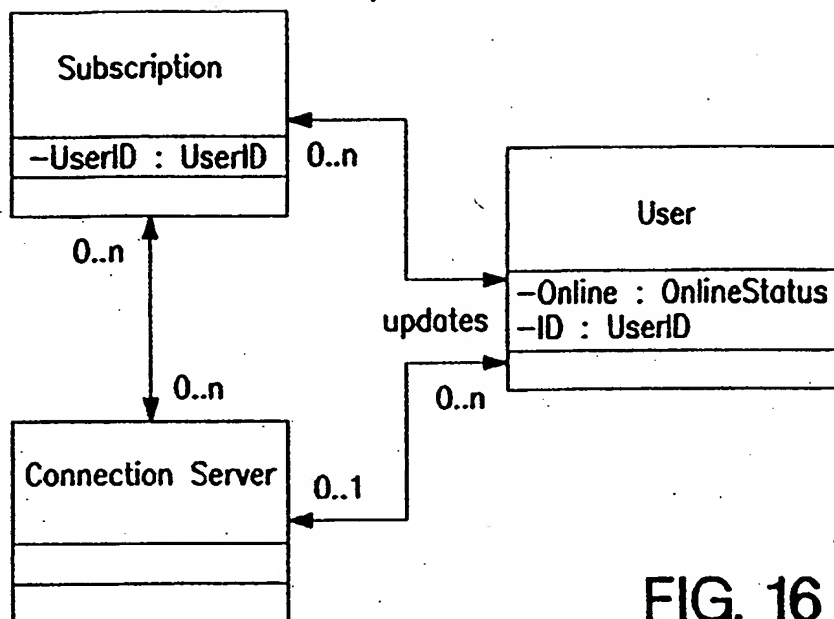 Subscription
-UserID : UserID
0..n
0..n
User
-Online : OnlineStatus
-ID : UserID
updates
0..n
0..n
Connection Server
0..1
FIG. 16